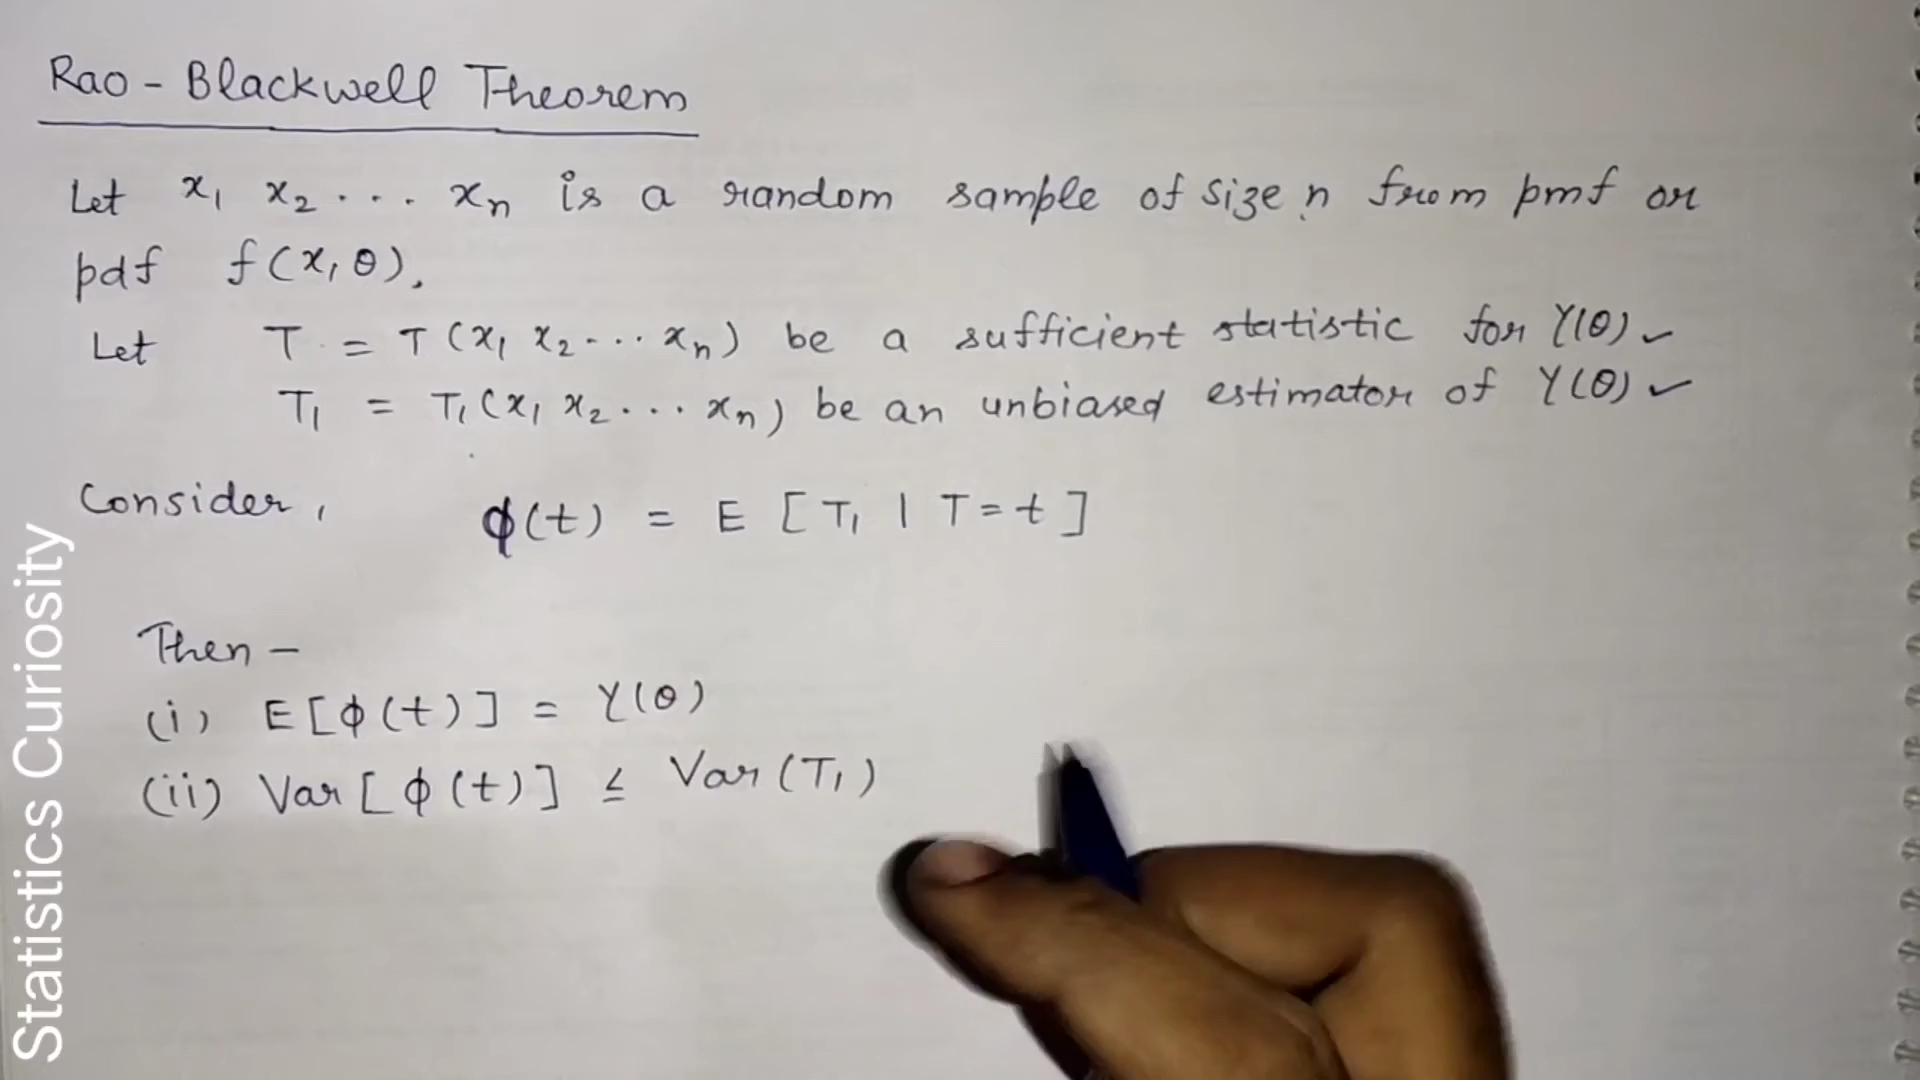 Rao - Blackwell Theorem
Let x₁ x₂ ... xₙ is a random sample of size n from pmf or
pdf f(x, θ).
Let T = T(x₁ x₂ ... xₙ) be a sufficient statistic for γ(θ) ✓
T₁ = T₁(x₁ x₂ ... xₙ) be an unbiased estimator of γ(θ) ✓
Consider, ϕ(t) = E [T₁ | T = t]
Then -
(i) E[ϕ(t)] = γ(θ)
(ii) Var[ϕ(t)] ≤ Var(T₁)
Statistics Curiosity